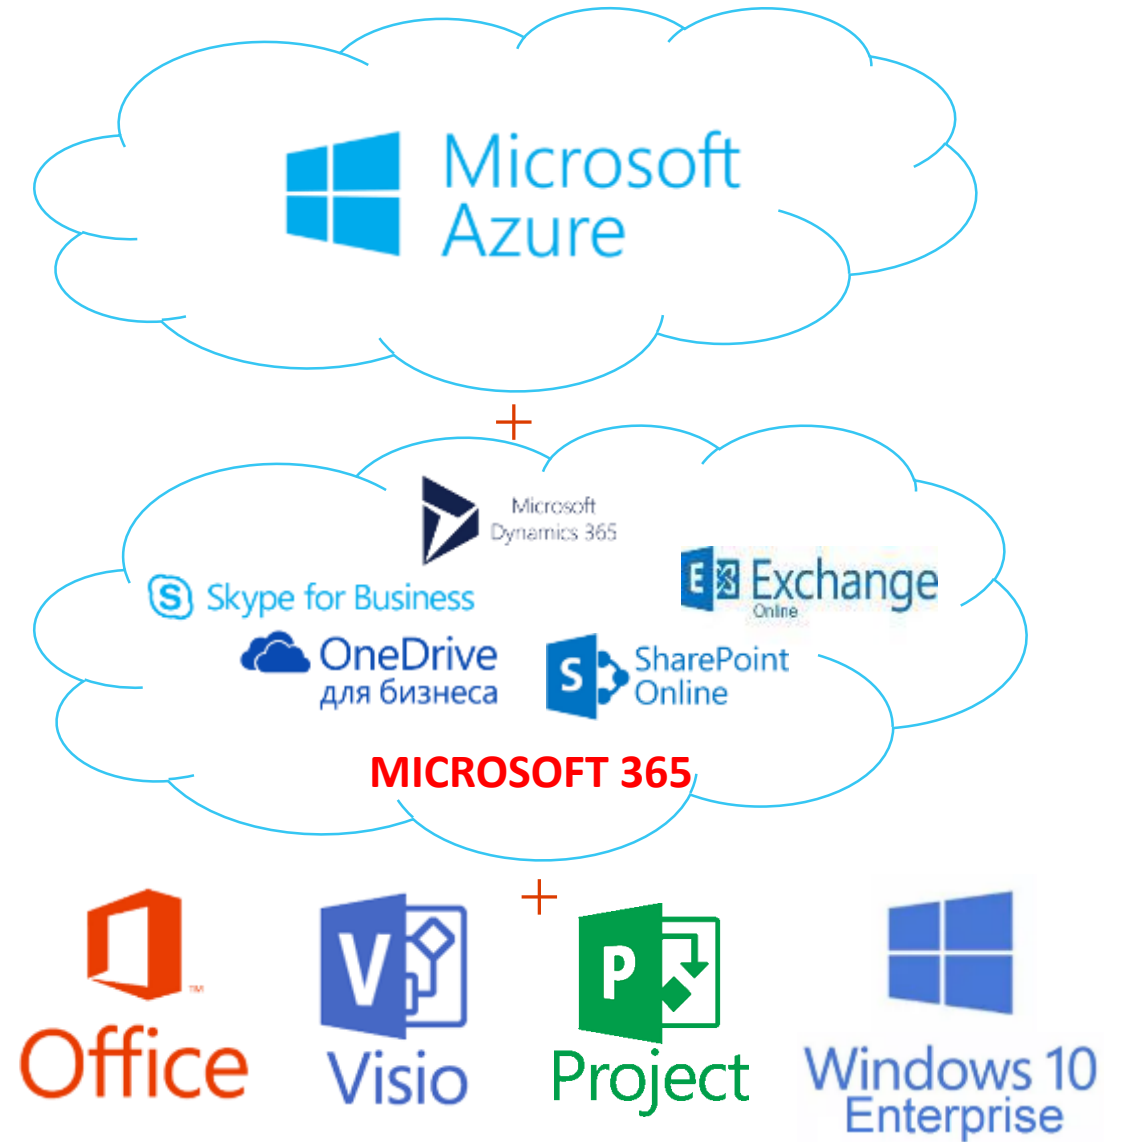 Microsoft
Azure
+
Microsoft
Dynamics 365
E Exchange
Online
S Skype for Business
OneDrive
для бизнеса
S SharePoint
Online
MICROSOFT 365
+
TM
Office
V
Visio
P
Project
Windows 10
Enterprise